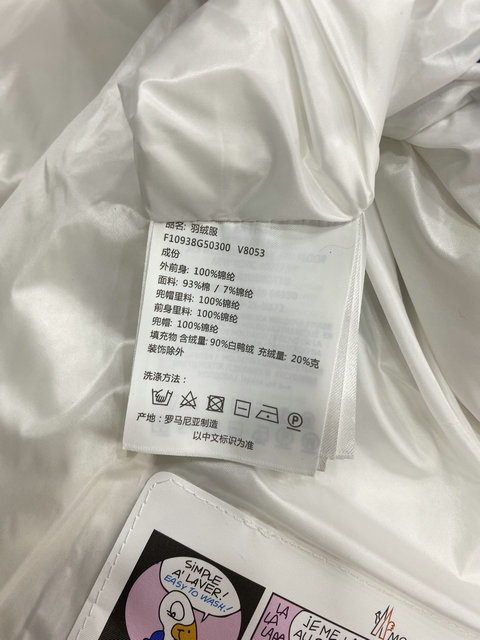 品名: 羽绒服
F10938G50300 V8053
成份
外前身: 100%锦纶
面料: 93%棉 / 7%锦纶
兜帽里料: 100%锦纶
前身里料: 100%锦纶
兜帽: 100%锦纶
填充物 含绒量: 90%白鸭绒 充绒量: 20%克
装饰除外
洗涤方法:
P
产地: 罗马尼亚制造
以中文标识为准
SIMPLE
A' LAVER!
EASY TO WASH!
LA
LA
LAAA
JEME